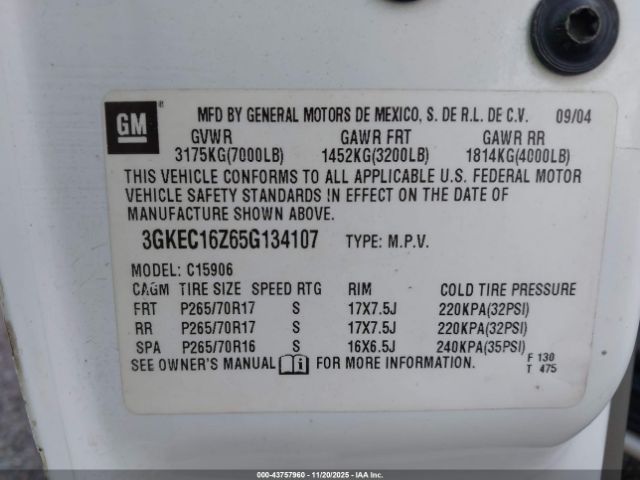 GM
MFD BY GENERAL MOTORS DE MEXICO, S. DE R.L. DE C.V. 09/04
GVWR GAWR FRT GAWR RR
3175KG(7000LB) 1452KG(3200LB) 1814KG(4000LB)
THIS VEHICLE CONFORMS TO ALL APPLICABLE U.S. FEDERAL MOTOR
VEHICLE SAFETY STANDARDS IN EFFECT ON THE DATE OF
MANUFACTURE SHOWN ABOVE.
3GKEC16Z65G134107 TYPE: M.P.V.
MODEL: C15906
CAGM TIRE SIZE SPEED RTG RIM COLD TIRE PRESSURE
FRT P265/70R17 S 17X7.5J 220KPA(32PSI)
RR P265/70R17 S 17X7.5J 220KPA(32PSI)
SPA P265/70R16 S 16X6.5J 240KPA(35PSI)
SEE OWNER'S MANUAL i FOR MORE INFORMATION.
F 130
T 475
000-43757960 - 11/20/2025 - IAAI.COM